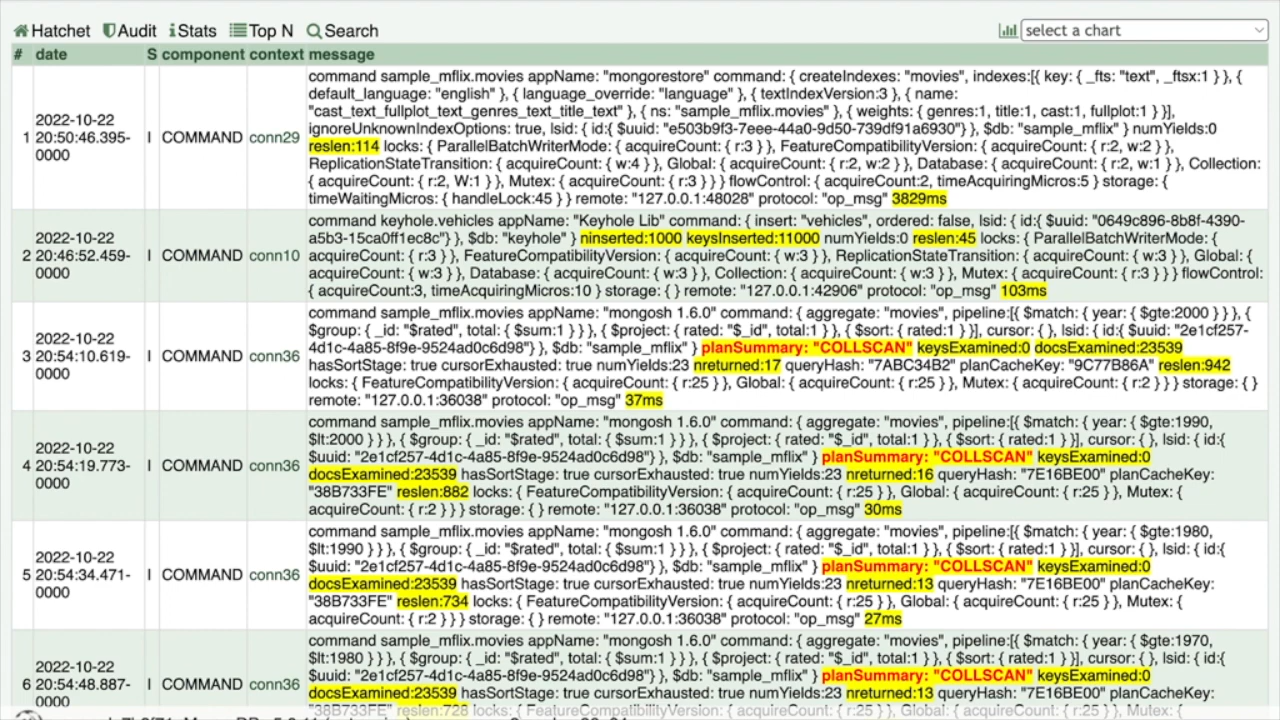 Hatchet Audit Stats Top N Search select a chart
# date S component context message
1 2022-10-22 20:50:46.395-0000 I COMMAND conn29
command sample_mflix.movies appName: "mongorestore" command: { createIndexes: "movies", indexes:[{ key: { _fts: "text", _ftsx:1 } }, {
default_language: "english" }, { language_override: "language" }, { textIndexVersion:3 }, { name:
"cast_text_fullplot_text_genres_text_title_text" }, { ns: "sample_mflix.movies" }, { weights: { genres:1, title:1, cast:1, fullplot:1 } }],
ignoreUnknownIndexOptions: true, lsid: { id:{ $uuid: "e503b9f3-7eee-44a0-9d50-739df91a6930"} }, $db: "sample_mflix" } numYields:0
reslen:114 locks: { ParallelBatchWriterMode: { acquireCount: { r:3 } }, FeatureCompatibilityVersion: { acquireCount: { r:2, w:2 } },
ReplicationStateTransition: { acquireCount: { w:4 } }, Global: { acquireCount: { r:2, w:2 } }, Database: { acquireCount: { r:2, w:1 } }, Collection:
{ acquireCount: { r:2, W:1 } }, Mutex: { acquireCount: { r:3 } } } flowControl: { acquireCount:2, timeAcquiringMicros:5 } storage: {
timeWaitingMicros: { handleLock:45 } } remote: "127.0.0.1:48028" protocol: "op_msg" 3829ms
2 2022-10-22 20:46:52.459-0000 I COMMAND conn10
command keyhole.vehicles appName: "Keyhole Lib" command: { insert: "vehicles", ordered: false, lsid: { id:{ $uuid: "0649c896-8b8f-4390-
a5b3-15ca0ff1ec8c"} }, $db: "keyhole" } ninserted:1000 keysInserted:11000 numYields:0 reslen:45 locks: { ParallelBatchWriterMode: {
acquireCount: { r:3 } }, FeatureCompatibilityVersion: { acquireCount: { w:3 } }, ReplicationStateTransition: { acquireCount: { w:3 } }, Global: {
acquireCount: { w:3 } }, Database: { acquireCount: { w:3 } }, Collection: { acquireCount: { w:3 } }, Mutex: { acquireCount: { r:3 } } } flowControl:
{ acquireCount:3, timeAcquiringMicros:10 } storage: { } remote: "127.0.0.1:42906" protocol: "op_msg" 103ms
3 2022-10-22 20:54:10.619-0000 I COMMAND conn36
command sample_mflix.movies appName: "mongosh 1.6.0" command: { aggregate: "movies", pipeline:[{ $match: { year: { $gte:2000 } } }, {
$group: { _id: "$rated", total: { $sum:1 } } }, { $project: { rated: "$_id", total:1 } }, { $sort: { rated:1 } }], cursor: { }, lsid: { id:{ $uuid: "2e1cf257-
4d1c-4a85-8f9e-9524ad0c6d98"} }, $db: "sample_mflix" } planSummary: "COLLSCAN" keysExamined:0 docsExamined:23539
hasSortStage: true cursorExhausted: true numYields:23 nreturned:17 queryHash: "7ABC34B2" planCacheKey: "9C77B86A" reslen:942
locks: { FeatureCompatibilityVersion: { acquireCount: { r:25 } }, Global: { acquireCount: { r:25 } }, Mutex: { acquireCount: { r:2 } } } storage: { }
remote: "127.0.0.1:36038" protocol: "op_msg" 37ms
4 2022-10-22 20:54:19.773-0000 I COMMAND conn36
command sample_mflix.movies appName: "mongosh 1.6.0" command: { aggregate: "movies", pipeline:[{ $match: { year: { $gte:1990,
$lt:2000 } } }, { $group: { _id: "$rated", total: { $sum:1 } } }, { $project: { rated: "$_id", total:1 } }, { $sort: { rated:1 } }], cursor: { }, lsid: { id:{
$uuid: "2e1cf257-4d1c-4a85-8f9e-9524ad0c6d98"} }, $db: "sample_mflix" } planSummary: "COLLSCAN" keysExamined:0
docsExamined:23539 hasSortStage: true cursorExhausted: true numYields:23 nreturned:16 queryHash: "7E16BE00" planCacheKey:
"38B733FE" reslen:882 locks: { FeatureCompatibilityVersion: { acquireCount: { r:25 } }, Global: { acquireCount: { r:25 } }, Mutex: {
acquireCount: { r:2 } } } storage: { } remote: "127.0.0.1:36038" protocol: "op_msg" 30ms
5 2022-10-22 20:54:34.471-0000 I COMMAND conn36
command sample_mflix.movies appName: "mongosh 1.6.0" command: { aggregate: "movies", pipeline:[{ $match: { year: { $gte:1980,
$lt:1990 } } }, { $group: { _id: "$rated", total: { $sum:1 } } }, { $project: { rated: "$_id", total:1 } }, { $sort: { rated:1 } }], cursor: { }, lsid: { id:{
$uuid: "2e1cf257-4d1c-4a85-8f9e-9524ad0c6d98"} }, $db: "sample_mflix" } planSummary: "COLLSCAN" keysExamined:0
docsExamined:23539 hasSortStage: true cursorExhausted: true numYields:23 nreturned:13 queryHash: "7E16BE00" planCacheKey:
"38B733FE" reslen:734 locks: { FeatureCompatibilityVersion: { acquireCount: { r:25 } }, Global: { acquireCount: { r:25 } }, Mutex: {
acquireCount: { r:2 } } } storage: { } remote: "127.0.0.1:36038" protocol: "op_msg" 27ms
6 2022-10-22 20:54:48.887-0000 I COMMAND conn36
command sample_mflix.movies appName: "mongosh 1.6.0" command: { aggregate: "movies", pipeline:[{ $match: { year: { $gte:1970,
$lt:1980 } } }, { $group: { _id: "$rated", total: { $sum:1 } } }, { $project: { rated: "$_id", total:1 } }, { $sort: { rated:1 } }], cursor: { }, lsid: { id:{
$uuid: "2e1cf257-4d1c-4a85-8f9e-9524ad0c6d98"} }, $db: "sample_mflix" } planSummary: "COLLSCAN" keysExamined:0
docsExamined:23539 hasSortStage: true cursorExhausted: true numYields:23 nreturned:13 queryHash: "7E16BE00" planCacheKey:
"38B733FE" reslen:728 locks: { FeatureCompatibilityVersion: { acquireCount: { r:25 } }, Global: { acquireCount: { r:25 } }, Mutex: {